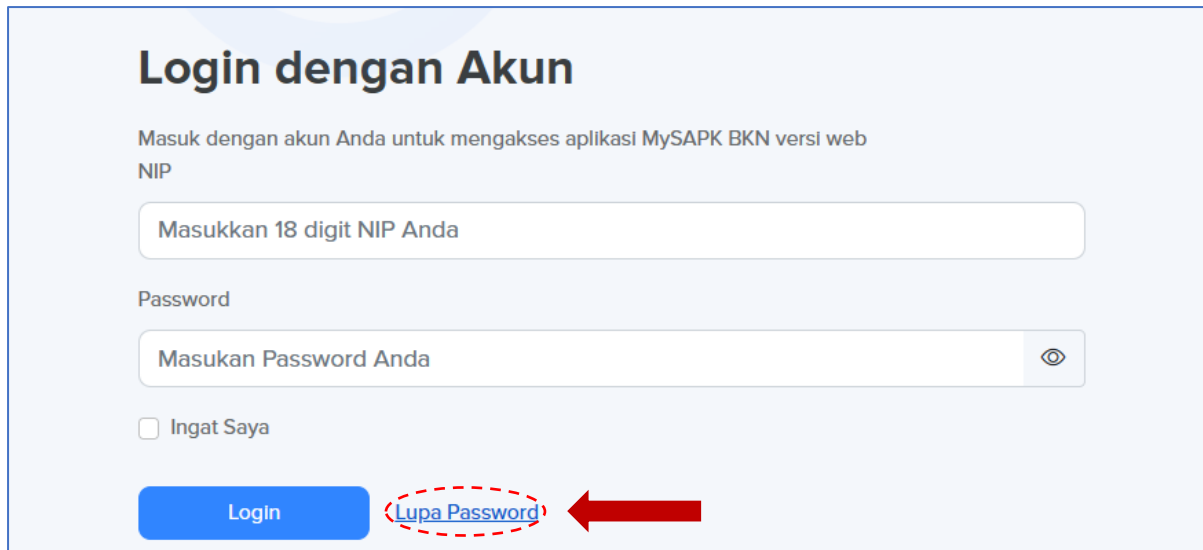 Login dengan Akun
Masuk dengan akun Anda untuk mengakses aplikasi MySAPK BKN versi web
NIP
Masukkan 18 digit NIP Anda
Password
Masukan Password Anda
Ingat Saya
Login Lupa Password